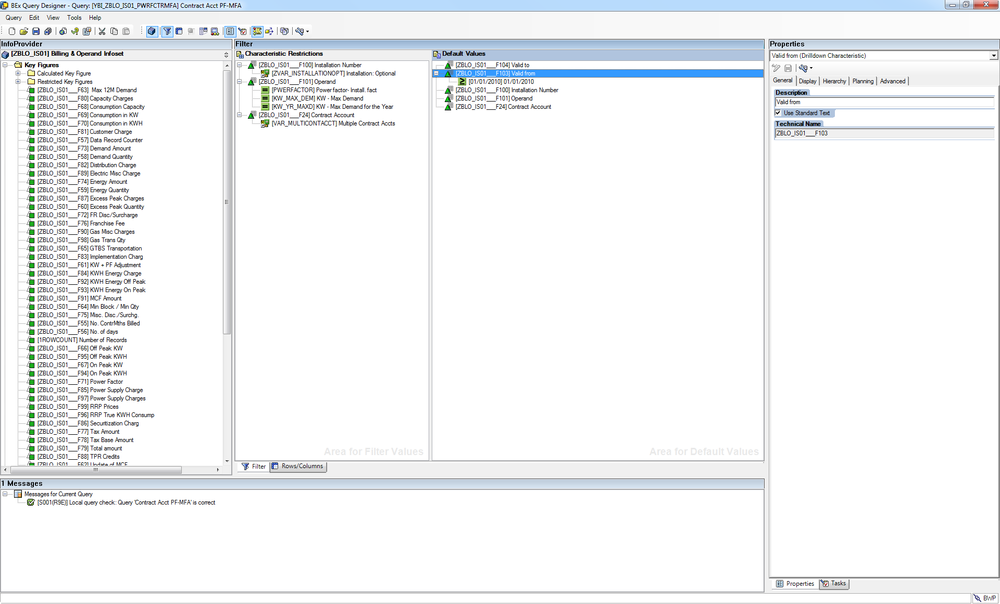 BEx Query Designer - Query: [YBI_ZBLO_IS01_PWRFCTRMFA] Contract Acct PF-MFA
Query Edit View Tools Help
InfoProvider
[ZBLO_IS01] Billing & Operand Infoset
Key Figures
Calculated Key Figure
Restricted Key Figures
[ZBLO_IS01___F63] Max 12M Demand
[ZBLO_IS01___F80] Capacity Charges
[ZBLO_IS01___F68] Consumption Capacity
[ZBLO_IS01___F69] Consumption in KW
[ZBLO_IS01___F70] Consumption in KWH
[ZBLO_IS01___F81] Customer Charge
[ZBLO_IS01___F57] Data Record Counter
[ZBLO_IS01___F73] Demand Amount
[ZBLO_IS01___F58] Demand Quantity
[ZBLO_IS01___F82] Distribution Charge
[ZBLO_IS01___F89] Electric Misc Charge
[ZBLO_IS01___F74] Energy Amount
[ZBLO_IS01___F59] Energy Quantity
[ZBLO_IS01___F87] Excess Peak Charges
[ZBLO_IS01___F60] Excess Peak Quantity
[ZBLO_IS01___F72] FR Disc/Surcharge
[ZBLO_IS01___F76] Franchise Fee
[ZBLO_IS01___F90] Gas Misc Charges
[ZBLO_IS01___F98] Gas Trans Qty
[ZBLO_IS01___F65] GTBS Transportation
[ZBLO_IS01___F83] Implementation Charg
[ZBLO_IS01___F61] KW + PF Adjustment
[ZBLO_IS01___F84] KWH Energy Charge
[ZBLO_IS01___F92] KWH Energy Off Peak
[ZBLO_IS01___F93] KWH Energy On Peak
[ZBLO_IS01___F91] MCF Amount
[ZBLO_IS01___F64] Min Block / Min Qty
[ZBLO_IS01___F75] Misc. Disc./Surchg.
[ZBLO_IS01___F55] No. ContrMths Billed
[ZBLO_IS01___F56] No. of days
[1ROWCOUNT] Number of Records
[ZBLO_IS01___F66] Off Peak KW
[ZBLO_IS01___F95] Off Peak KWH
[ZBLO_IS01___F67] On Peak KW
[ZBLO_IS01___F94] On Peak KWH
[ZBLO_IS01___F71] Power Factor
[ZBLO_IS01___F85] Power Supply Charge
[ZBLO_IS01___F97] Power Supply Charges
[ZBLO_IS01___F99] RRP Prices
[ZBLO_IS01___F96] RRP True KWH Consump
[ZBLO_IS01___F86] Securitization Charg
[ZBLO_IS01___F77] Tax Amount
[ZBLO_IS01___F78] Tax Base Amount
[ZBLO_IS01___F79] Total amount
[ZBLO_IS01___F88] TPR Credits
[ZBLO_IS01___F62] Update of MCF
Filter
Characteristic Restrictions
[ZBLO_IS01___F100] Installation Number
[ZVAR_INSTALLATIONOPT] Installation: Optional
[ZBLO_IS01___F101] Operand
[PWERFACTOR] Power factor- Install. fact
[KW_MAX_DEM] KW - Max Demand
[KW_YR_MAXD] KW - Max Demand for the Year
[ZBLO_IS01___F24] Contract Account
[VAR_MULTICONTACCT] Multiple Contract Accts
Area for Filter Values
Default Values
[ZBLO_IS01___F104] Valid to
[ZBLO_IS01___F103] Valid from
[01/01/2010] 01/01/2010
[ZBLO_IS01___F100] Installation Number
[ZBLO_IS01___F101] Operand
[ZBLO_IS01___F24] Contract Account
Area for Default Values
Filter Rows/Columns
Properties
Valid from (Drilldown Characteristic)
General Display Hierarchy Planning Advanced
Description
Valid from
Use Standard Text
Technical Name
ZBLO_IS01___F103
Properties Tasks
1 Messages
Messages for Current Query
[S001(R9E)] Local query check: Query 'Contract Acct PF-MFA' is correct
BWP